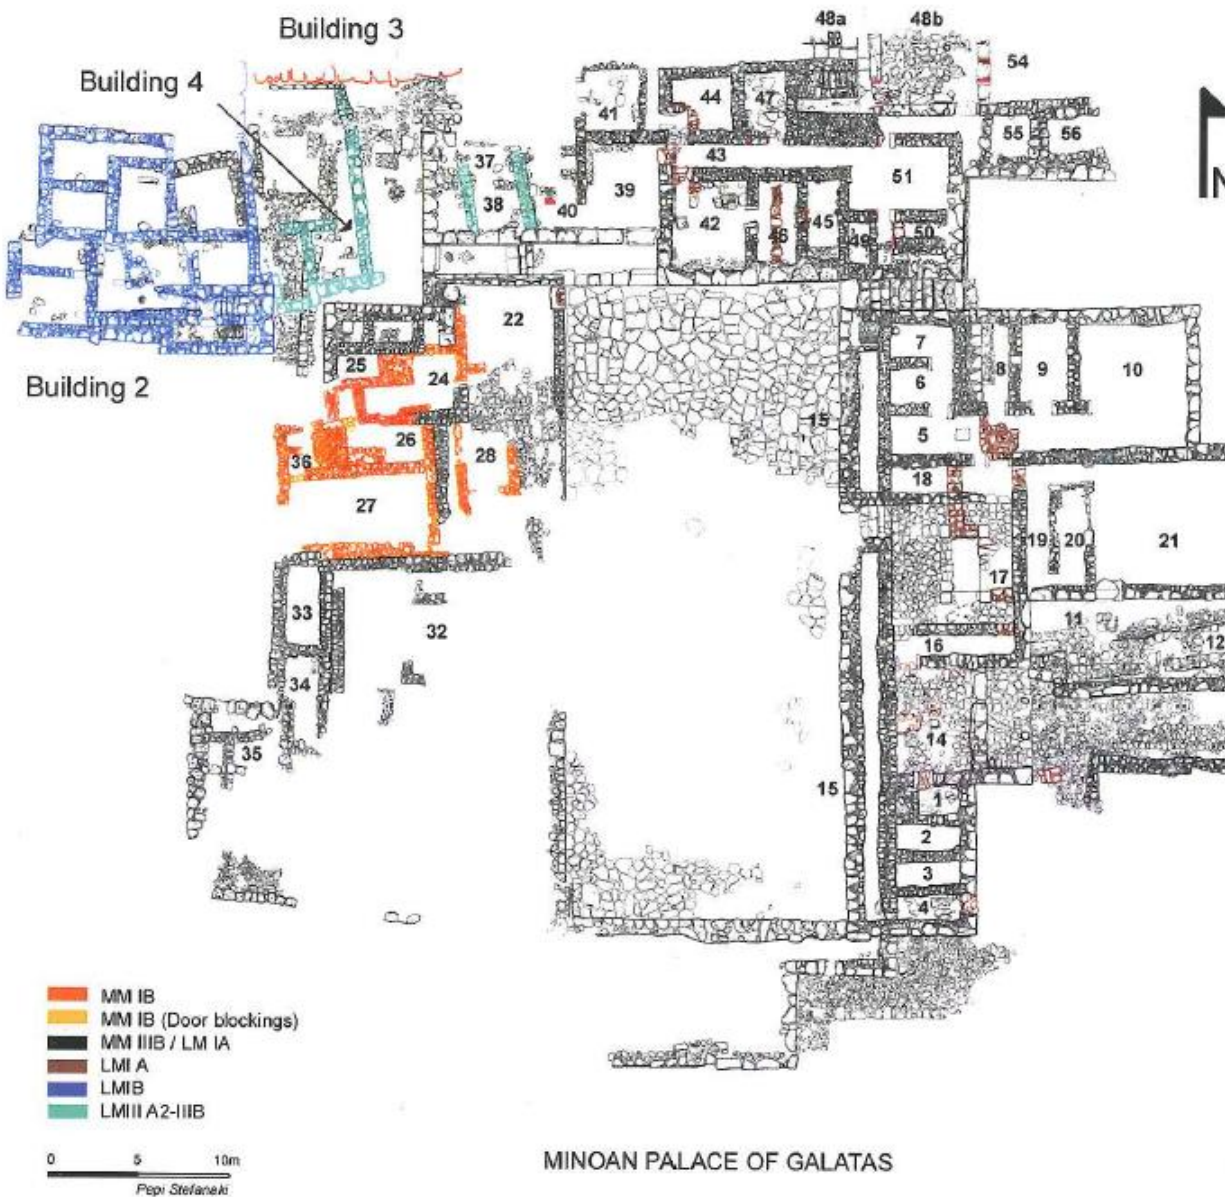 48a 48b
Building 3
54
Building 4
41 44 47
55 56
43
37
51
38 39
40 42 45
46 49 50
22
7
25
8 9 10
24 6
Building 2
15
26 5
28
36
18
27
19 20 21
17
33
11
32
16 12
34
35
14
15
1
2
3
4
MM IB
MM IB (Door blockings)
MM IIIB / LM IA
LMI A
LMIB
LMIII A2-IIIB
0 5 10m
Pepi Stefanaki
MINOAN PALACE OF GALATAS
N